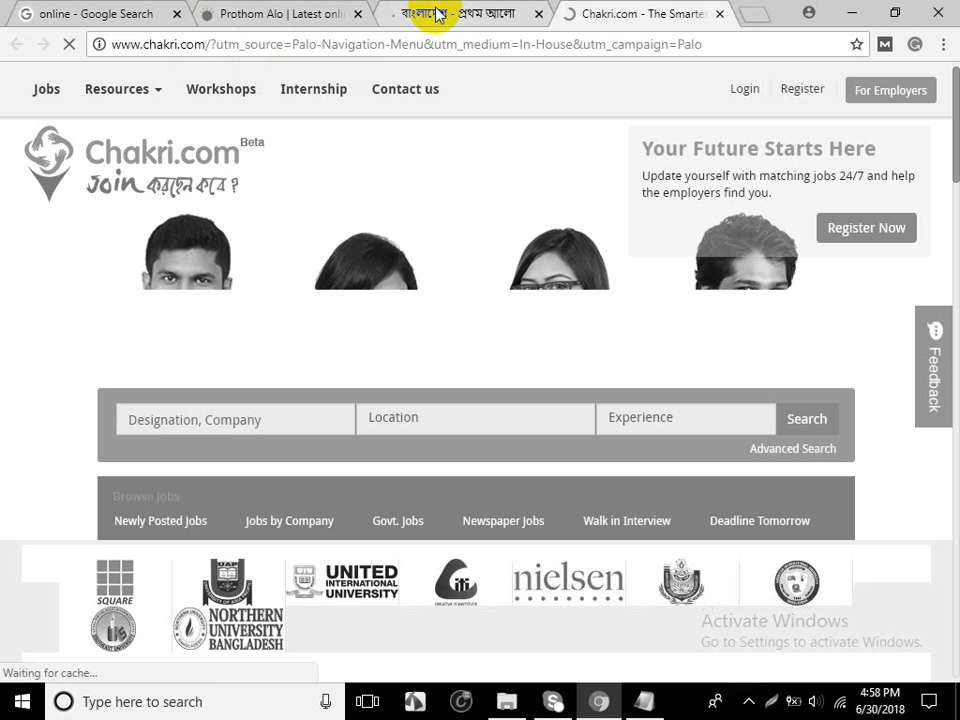 online - Google Search
Prothom Alo | Latest onli
বাংলাদেশ - প্রথম আলো
Chakri.com - The Smartes
www.chakri.com/?utm_source=Palo-Navigation-Menu&utm_medium=In-House&utm_campaign=Palo
Jobs
Resources
Workshops
Internship
Contact us
Login
Register
For Employers
Chakri.com Beta
Join করছেন কবে ?
Your Future Starts Here
Update yourself with matching jobs 24/7 and help
the employers find you.
Register Now
Feedback
Designation, Company
Location
Experience
Search
Advanced Search
Browse Jobs
Newly Posted Jobs
Jobs by Company
Govt. Jobs
Newspaper Jobs
Walk in Interview
Deadline Tomorrow
SQUARE
UAP
UNITED
INTERNATIONAL
UNIVERSITY
nielsen
NORTHERN
UNIVERSITY
BANGLADESH
Activate Windows
Go to Settings to activate Windows.
Waiting for cache...
Type here to search
4:58 PM
6/30/2018